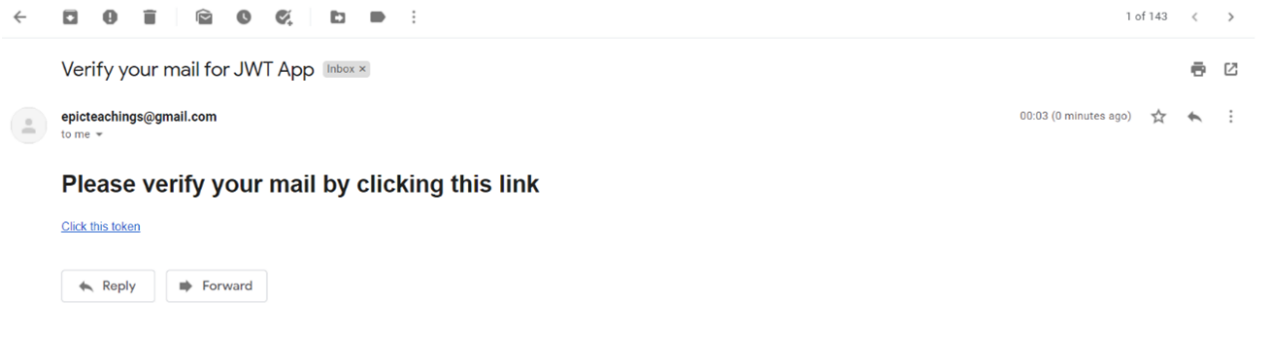 1 of 143
Verify your mail for JWT App Inbox ×
epicteachings@gmail.com
00:03 (0 minutes ago)
to me
Please verify your mail by clicking this link
Click this token
Reply
Forward